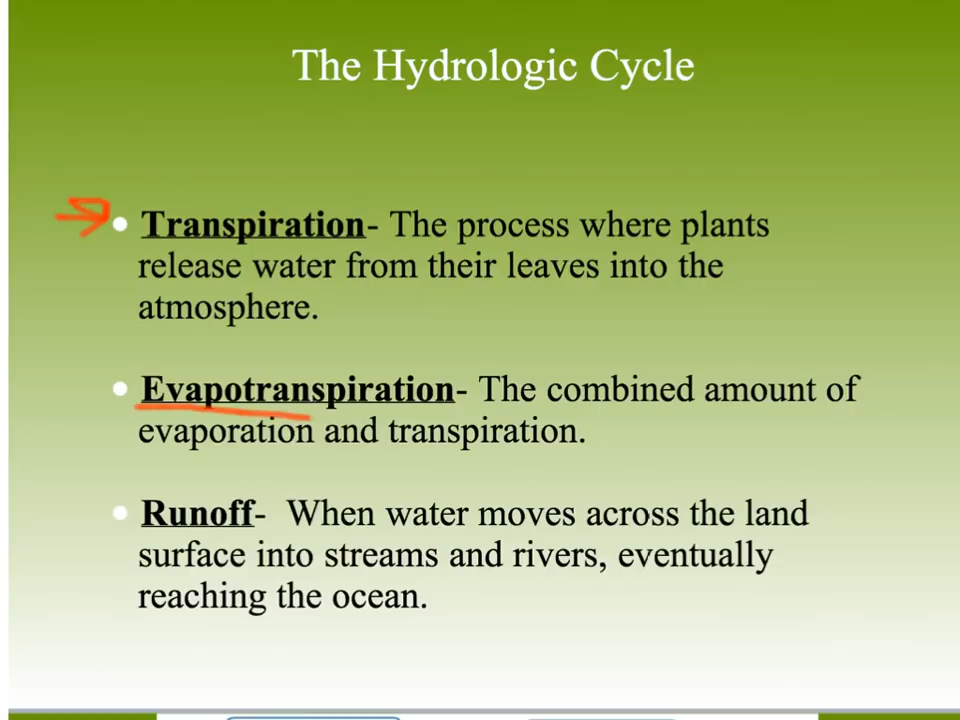 The Hydrologic Cycle
• Transpiration- The process where plants
release water from their leaves into the
atmosphere.
• Evapotranspiration- The combined amount of
evaporation and transpiration.
• Runoff- When water moves across the land
surface into streams and rivers, eventually
reaching the ocean.